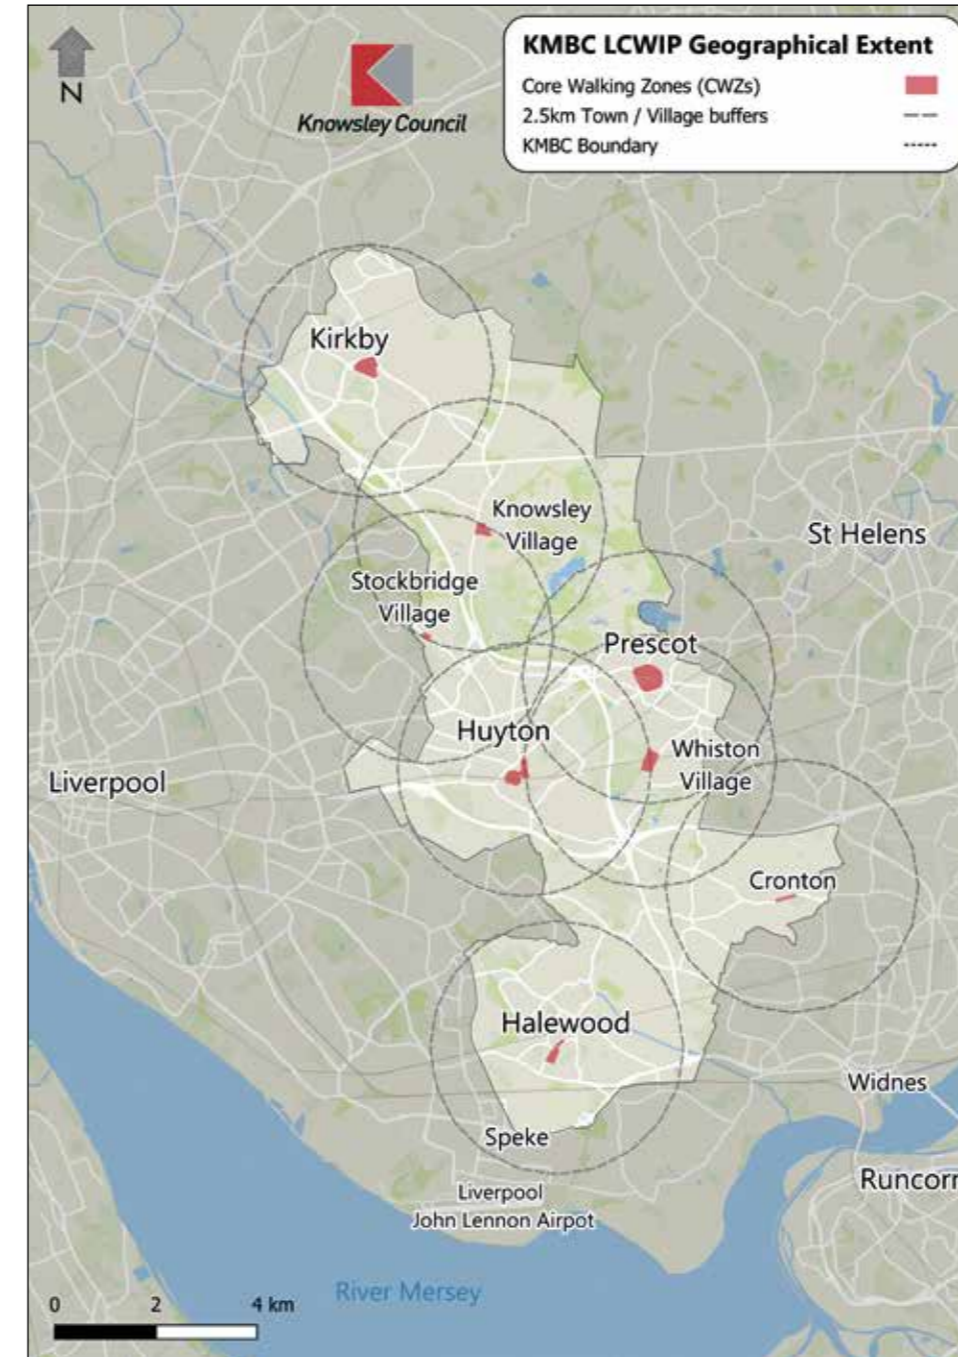 N
Knowsley Council
KMBC LCWIP Geographical Extent
Core Walking Zones (CWZs)
2.5km Town / Village buffers
KMBC Boundary
Kirkby
Knowsley
Village
St Helens
Stockbridge
Village
Prescot
Huyton
Whiston
Village
Liverpool
Cronton
Halewood
Widnes
Speke
Runcorn
Liverpool
John Lennon Airpot
River Mersey
0 2 4 km